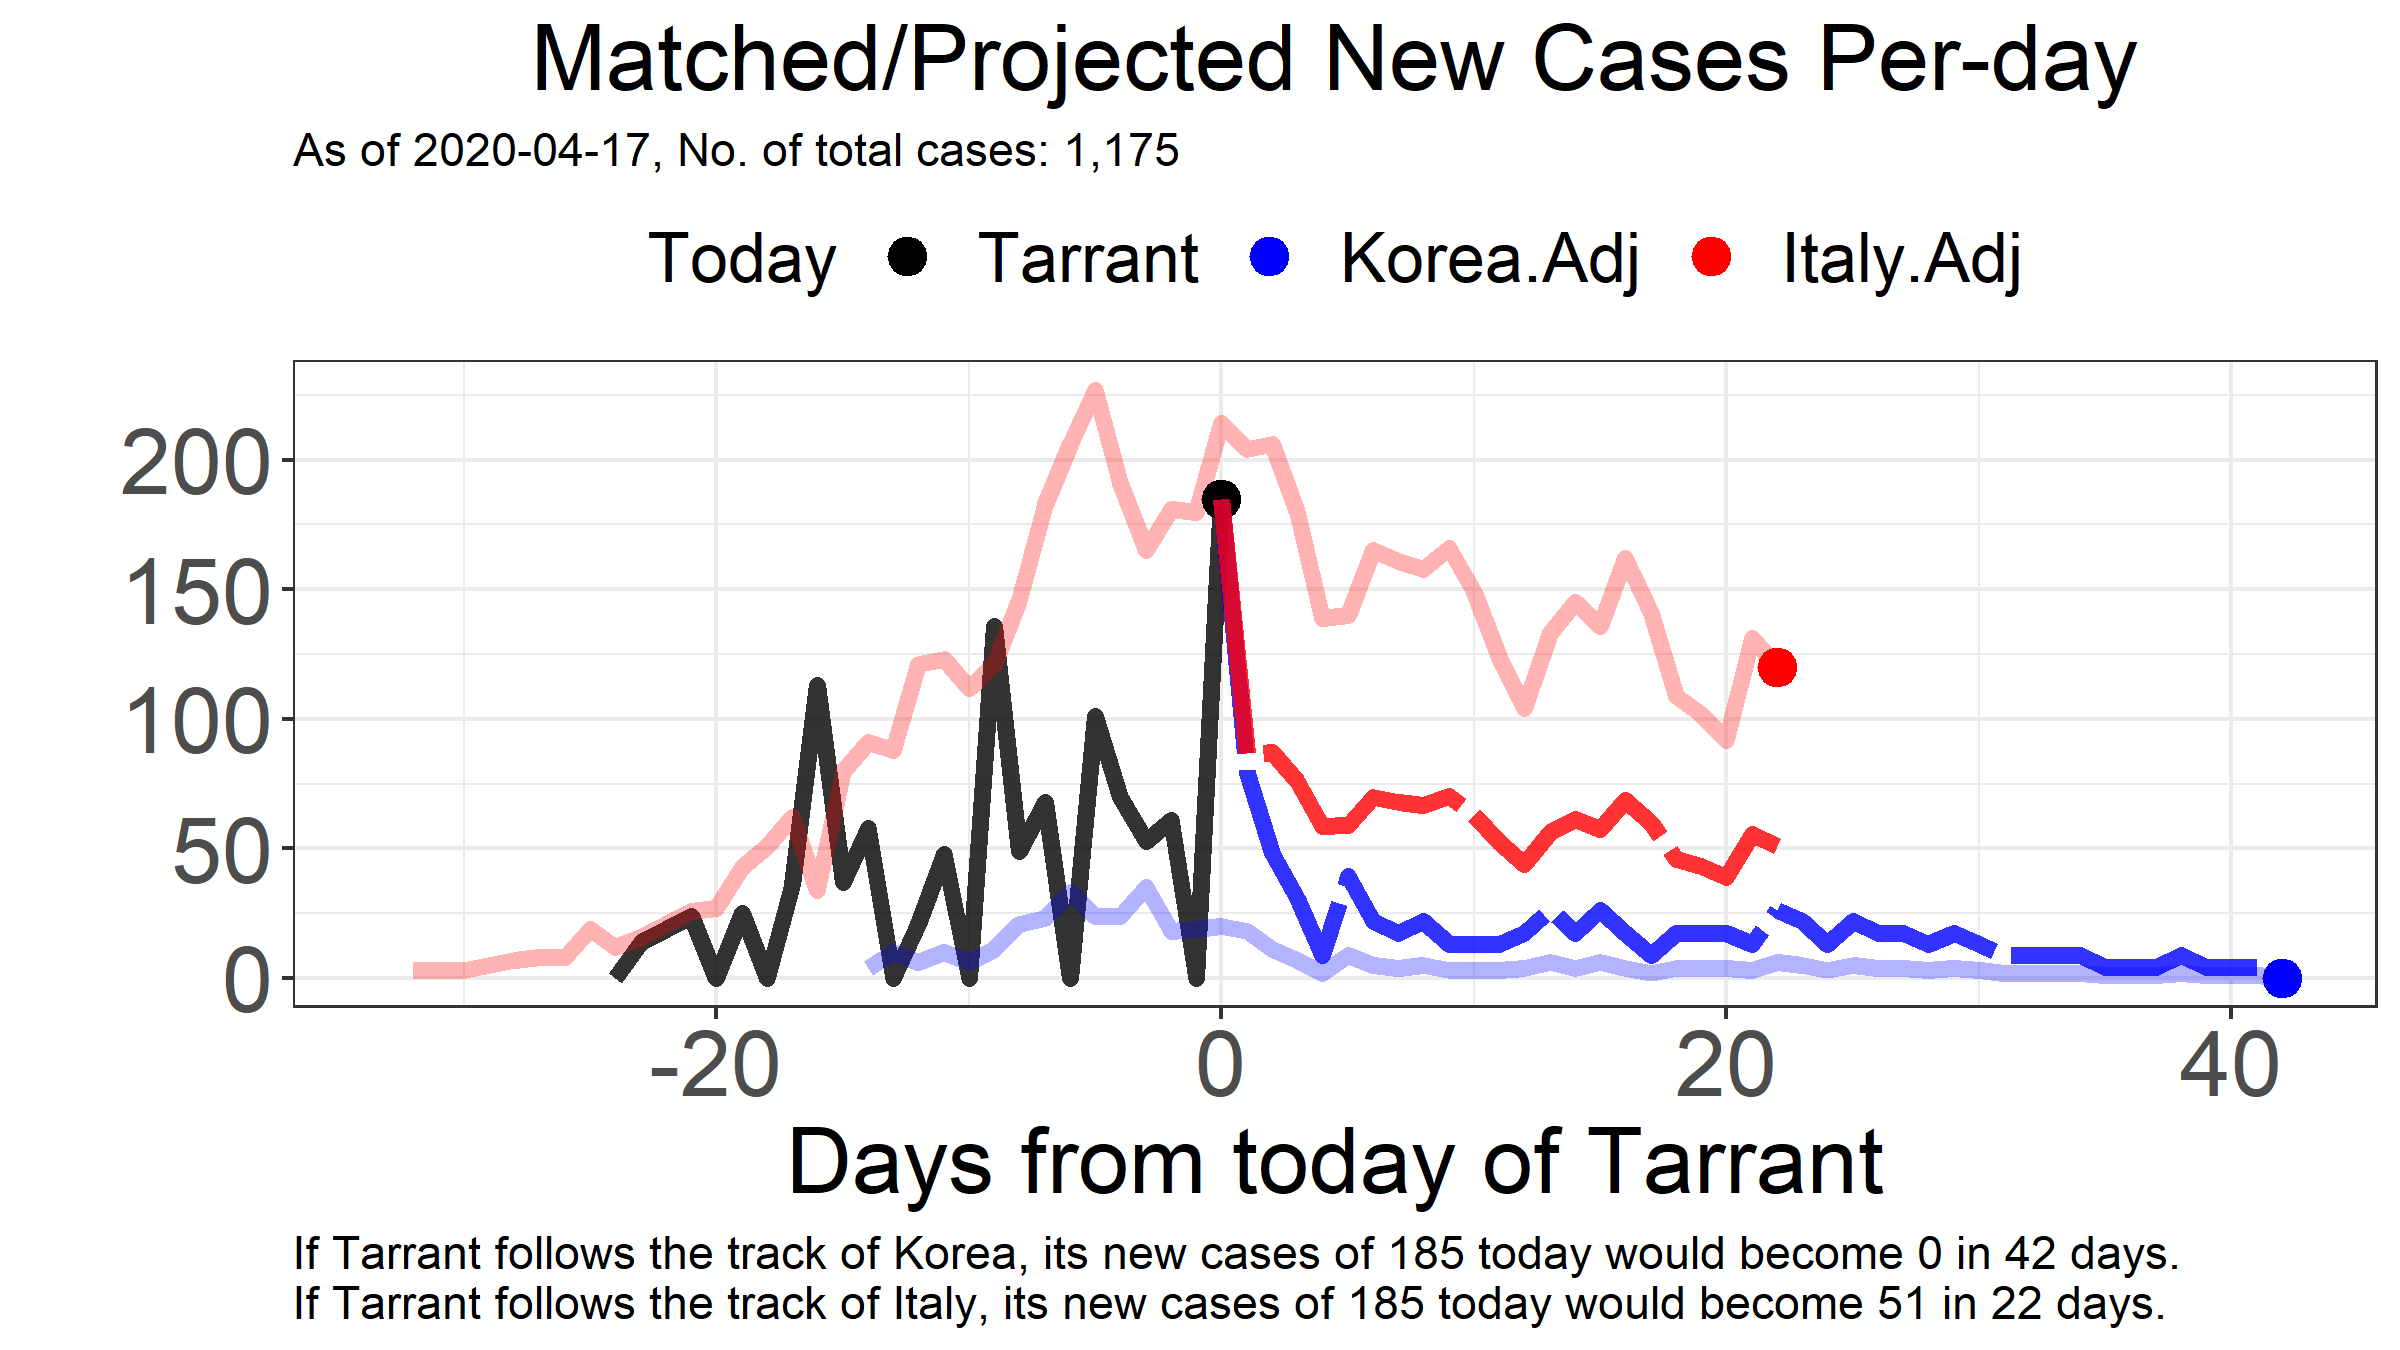 Matched/Projected New Cases Per-day
As of 2020-04-17, No. of total cases: 1,175
Today Tarrant Korea.Adj Italy.Adj
200
150
100
50
0
-20 0 20 40
Days from today of Tarrant
If Tarrant follows the track of Korea, its new cases of 185 today would become 0 in 42 days.
If Tarrant follows the track of Italy, its new cases of 185 today would become 51 in 22 days.